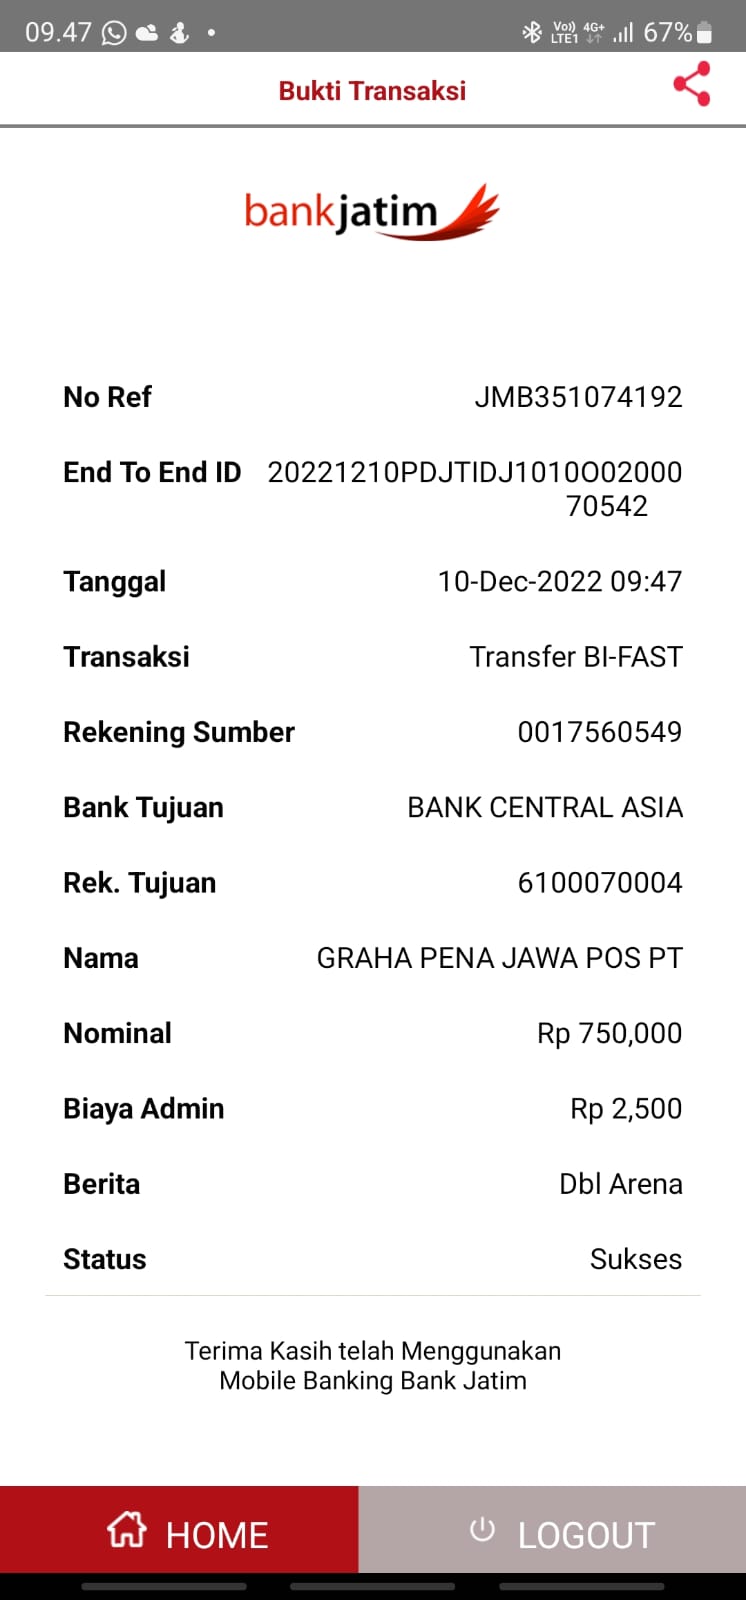 09.47
Vo)) 4G+
LTE1
67%
Bukti Transaksi
bankjatim
No Ref JMB351074192
End To End ID 20221210PDJTIDJ1010O02000
70542
Tanggal 10-Dec-2022 09:47
Transaksi Transfer BI-FAST
Rekening Sumber 0017560549
Bank Tujuan BANK CENTRAL ASIA
Rek. Tujuan 6100070004
Nama GRAHA PENA JAWA POS PT
Nominal Rp 750,000
Biaya Admin Rp 2,500
Berita Dbl Arena
Status Sukses
Terima Kasih telah Menggunakan
Mobile Banking Bank Jatim
HOME
LOGOUT